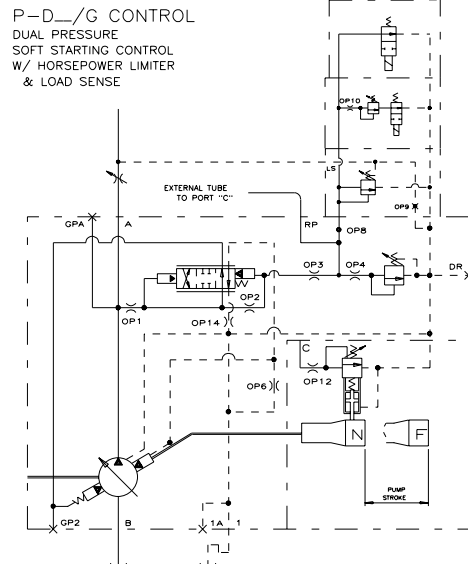 P-D__/G CONTROL
DUAL PRESSURE
SOFT STARTING CONTROL
W/ HORSEPOWER LIMITER
& LOAD SENSE
OP10
LS
EXTERNAL TUBE
TO PORT "C"
OP9
GPA
A
RP
OP8
OP3
OP4
DR
OP2
OP1
OP14
C
OP6
OP12
N
F
PUMP
STROKE
GP2
B
1A
1